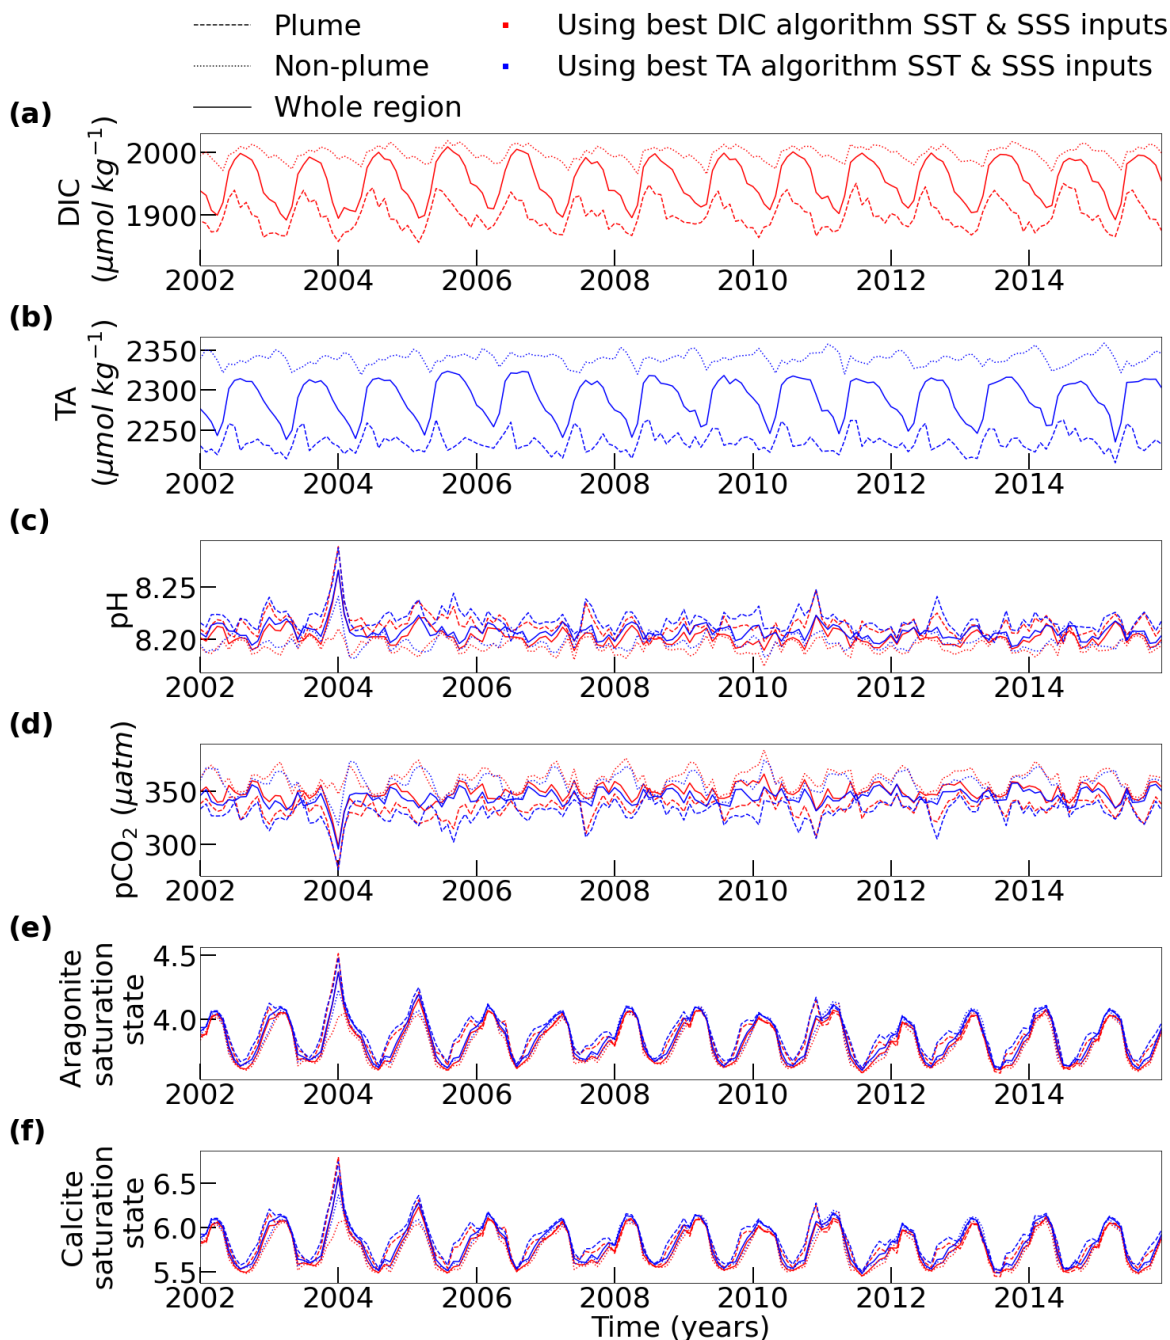 Plume
Non-plume
Whole region
Using best DIC algorithm SST & SSS inputs
Using best TA algorithm SST & SSS inputs
(a)
DIC
(μmol kg⁻¹)
2000
1900
2002 2004 2006 2008 2010 2012 2014
(b)
TA
(μmol kg⁻¹)
2350
2300
2250
2002 2004 2006 2008 2010 2012 2014
(c)
pH
8.25
8.20
2002 2004 2006 2008 2010 2012 2014
(d)
pCO₂ (μatm)
350
300
2002 2004 2006 2008 2010 2012 2014
(e)
Aragonite
saturation
state
4.5
4.0
2002 2004 2006 2008 2010 2012 2014
(f)
Calcite
saturation
state
6.5
6.0
5.5
2002 2004 2006 2008 2010 2012 2014
Time (years)